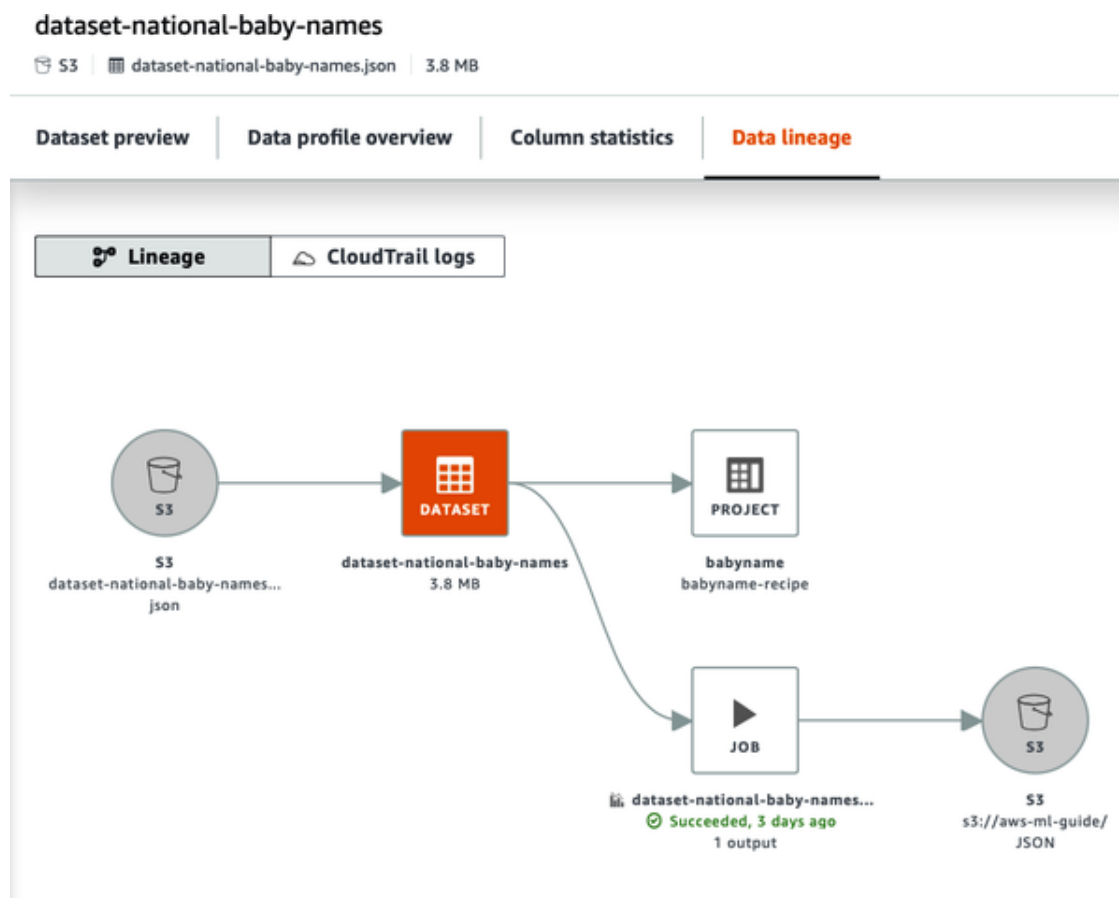 dataset-national-baby-names
S3 dataset-national-baby-names.json 3.8 MB
Dataset preview Data profile overview Column statistics Data lineage
Lineage CloudTrail logs
S3
DATASET
PROJECT
S3
dataset-national-baby-names...
json
dataset-national-baby-names
3.8 MB
babyname
babyname-recipe
JOB
S3
dataset-national-baby-names...
Succeeded, 3 days ago
1 output
S3
s3://aws-ml-guide/
JSON